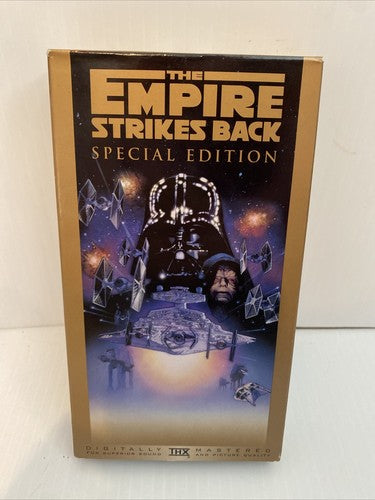 THE
EMPIRE
STRIKES BACK
SPECIAL EDITION
DIGITALLY THX MASTERED
FOR SUPERIOR SOUND AND PICTURE QUALITY